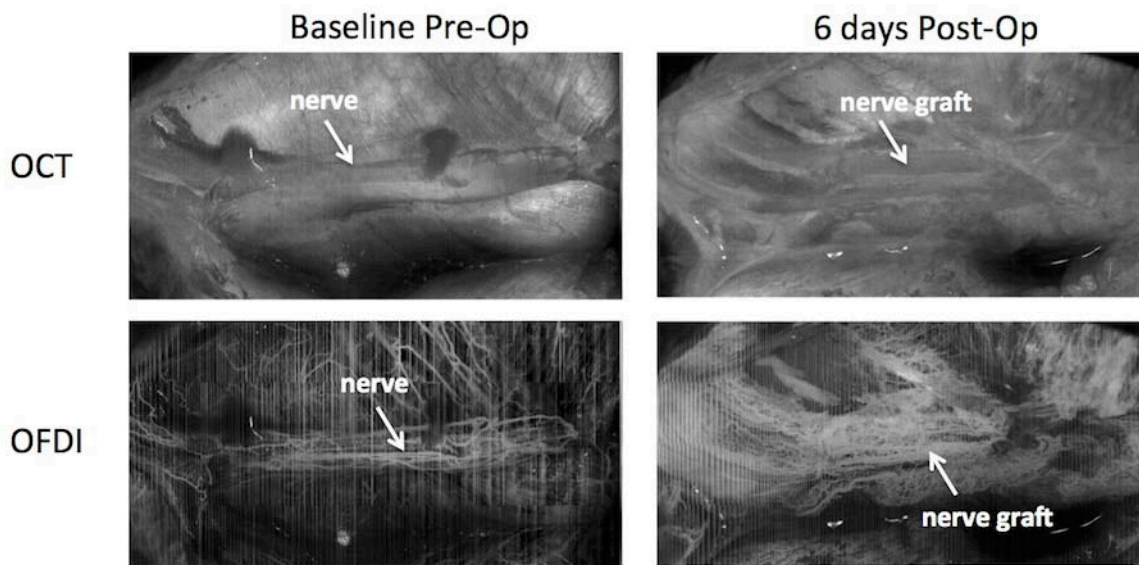 Baseline Pre-Op
6 days Post-Op
OCT
nerve
nerve graft
OFDI
nerve
nerve graft